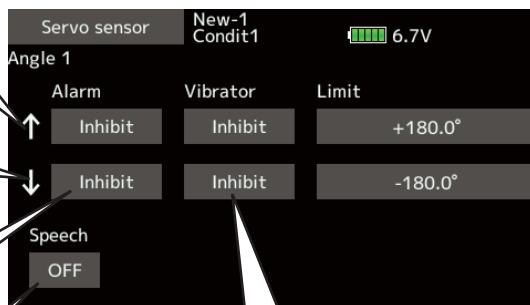 Servo sensor
New-1
Condit1
6.7V
Angle 1
Alarm Vibrator Limit
↑ Inhibit Inhibit +180.0°
↓ Inhibit Inhibit -180.0°
Speech
OFF